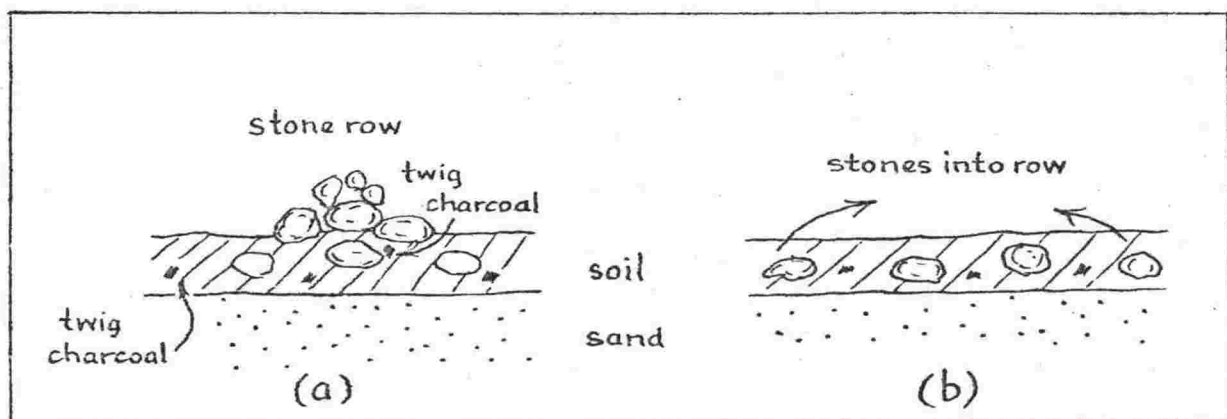 stone row
twig
charcoal
stones into row
soil
sand
twig
charcoal
(a)
(b)